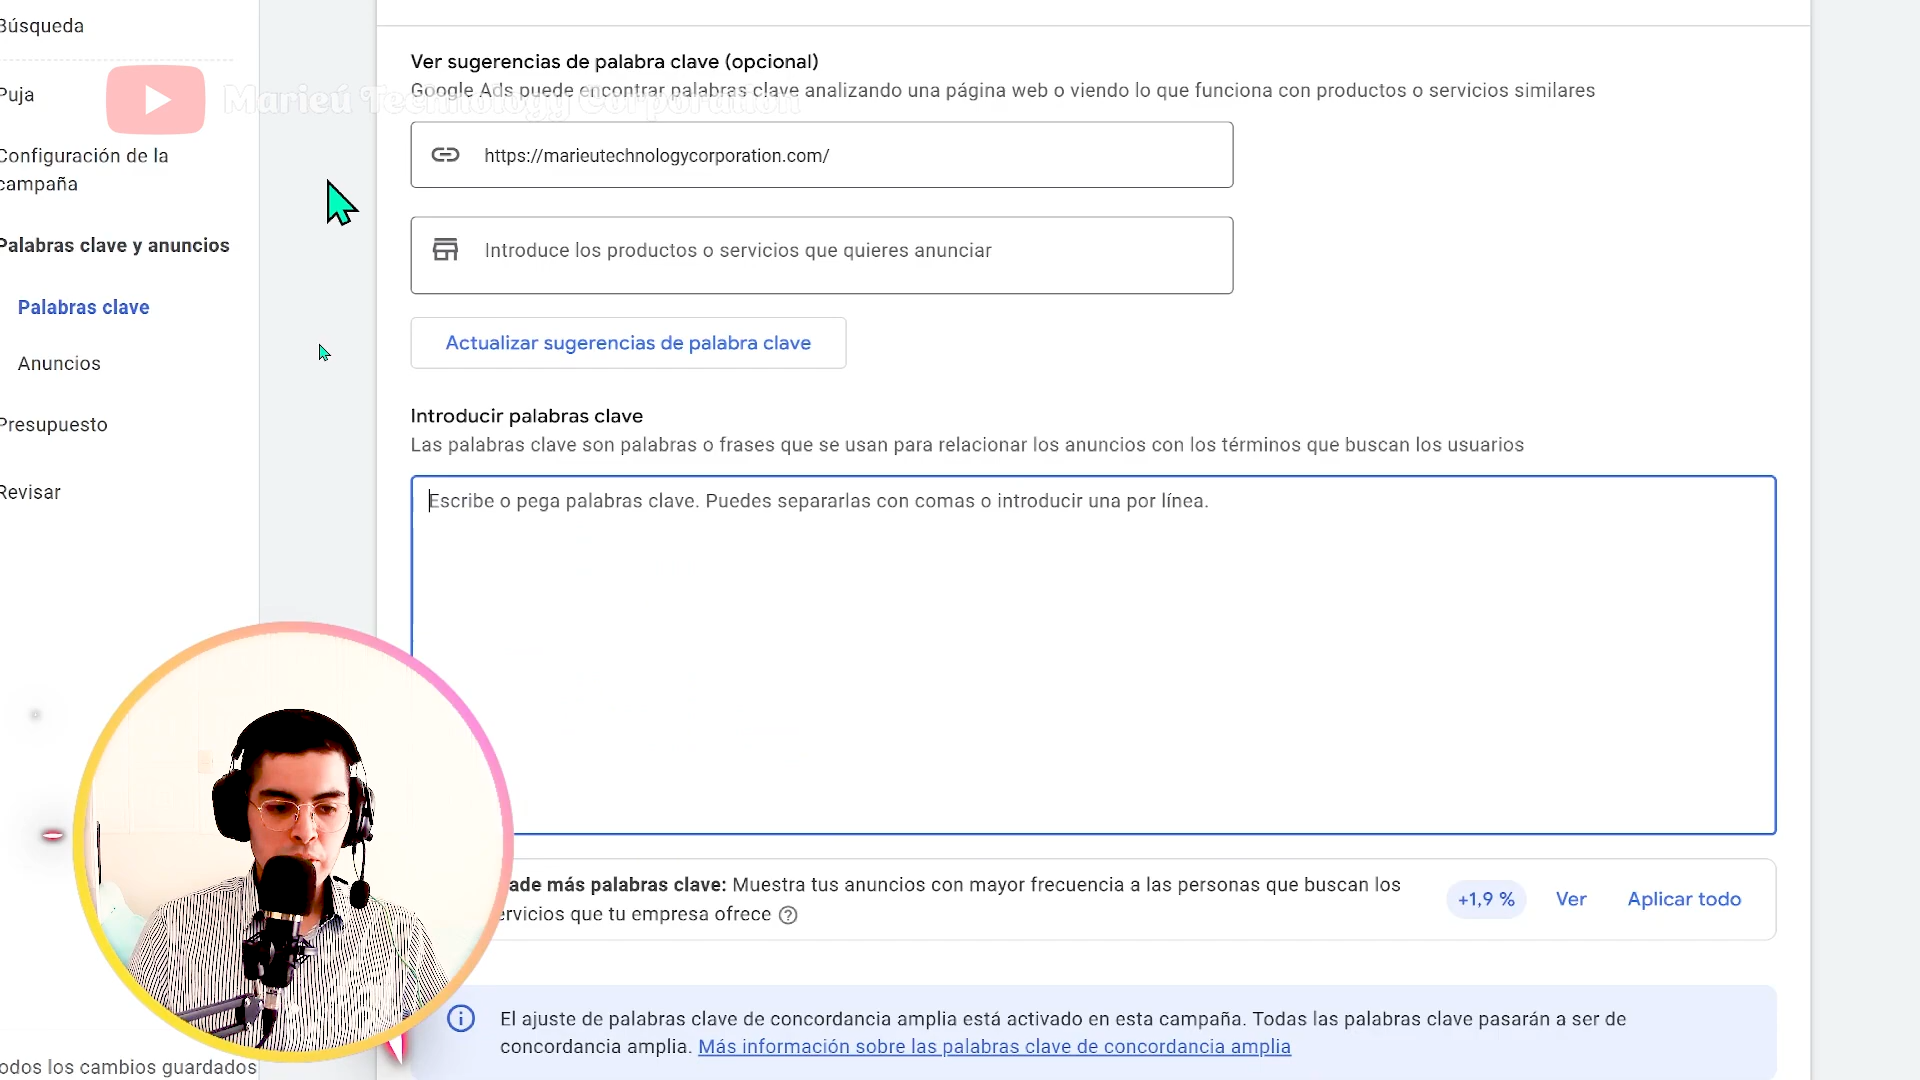 Búsqueda
Puja
Configuración de la
campaña
Palabras clave y anuncios
Palabras clave
Anuncios
Presupuesto
Revisar
odos los cambios guardados
Marieú Technology Corporation
Ver sugerencias de palabra clave (opcional)
Google Ads puede encontrar palabras clave analizando una página web o viendo lo que funciona con productos o servicios similares
https://marieutechnologycorporation.com/
Introduce los productos o servicios que quieres anunciar
Actualizar sugerencias de palabra clave
Introducir palabras clave
Las palabras clave son palabras o frases que se usan para relacionar los anuncios con los términos que buscan los usuarios
Escribe o pega palabras clave. Puedes separarlas con comas o introducir una por línea.
ade más palabras clave: Muestra tus anuncios con mayor frecuencia a las personas que buscan los
ervicios que tu empresa ofrece
+1,9 %
Ver
Aplicar todo
El ajuste de palabras clave de concordancia amplia está activado en esta campaña. Todas las palabras clave pasarán a ser de
concordancia amplia. Más información sobre las palabras clave de concordancia amplia